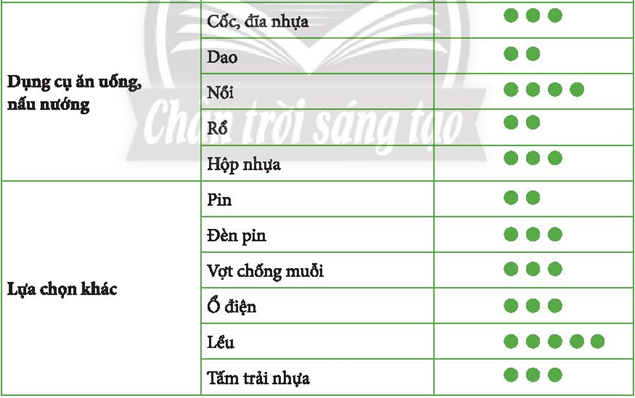 Cốc, đĩa nhựa
Dụng cụ ăn uống,
nấu nướng
Dao
Nồi
Rổ
Hộp nhựa
Chân trời sáng tạo
Lựa chọn khác
Pin
Đèn pin
Vợt chống muỗi
Ổ điện
Lều
Tấm trải nhựa